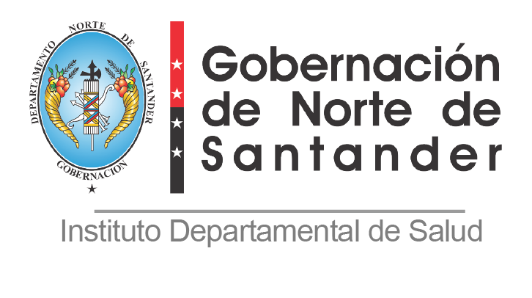 DEPARTAMENTO NORTE DE SANTANDER
GOBERNACION
Gobernación
de Norte de
Santander
Instituto Departamental de Salud